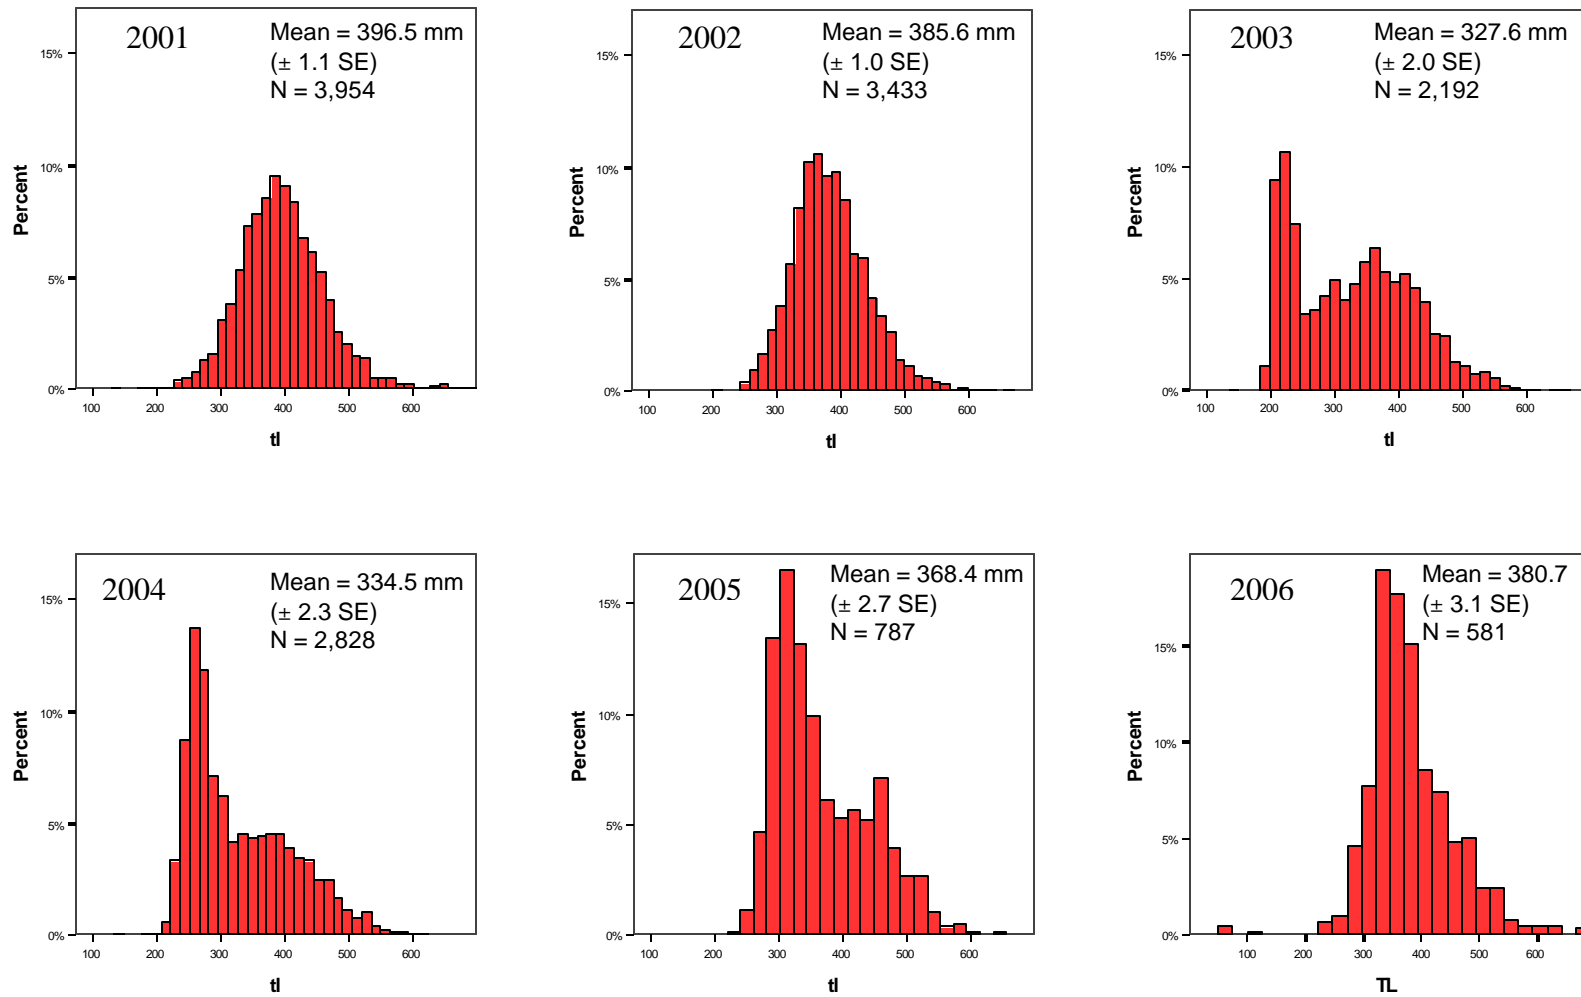 2001
Mean = 396.5 mm
(± 1.1 SE)
N = 3,954
15%
10%
5%
0%
Percent
100 200 300 400 500 600
tl
2002
Mean = 385.6 mm
(± 1.0 SE)
N = 3,433
15%
10%
5%
0%
Percent
100 200 300 400 500 600
tl
2003
Mean = 327.6 mm
(± 2.0 SE)
N = 2,192
15%
10%
5%
0%
Percent
100 200 300 400 500 600
tl
2004
Mean = 334.5 mm
(± 2.3 SE)
N = 2,828
15%
10%
5%
0%
Percent
100 200 300 400 500 600
tl
2005
Mean = 368.4 mm
(± 2.7 SE)
N = 787
15%
10%
5%
0%
Percent
100 200 300 400 500 600
tl
2006
Mean = 380.7
(± 3.1 SE)
N = 581
15%
10%
5%
0%
Percent
100 200 300 400 500 600
TL